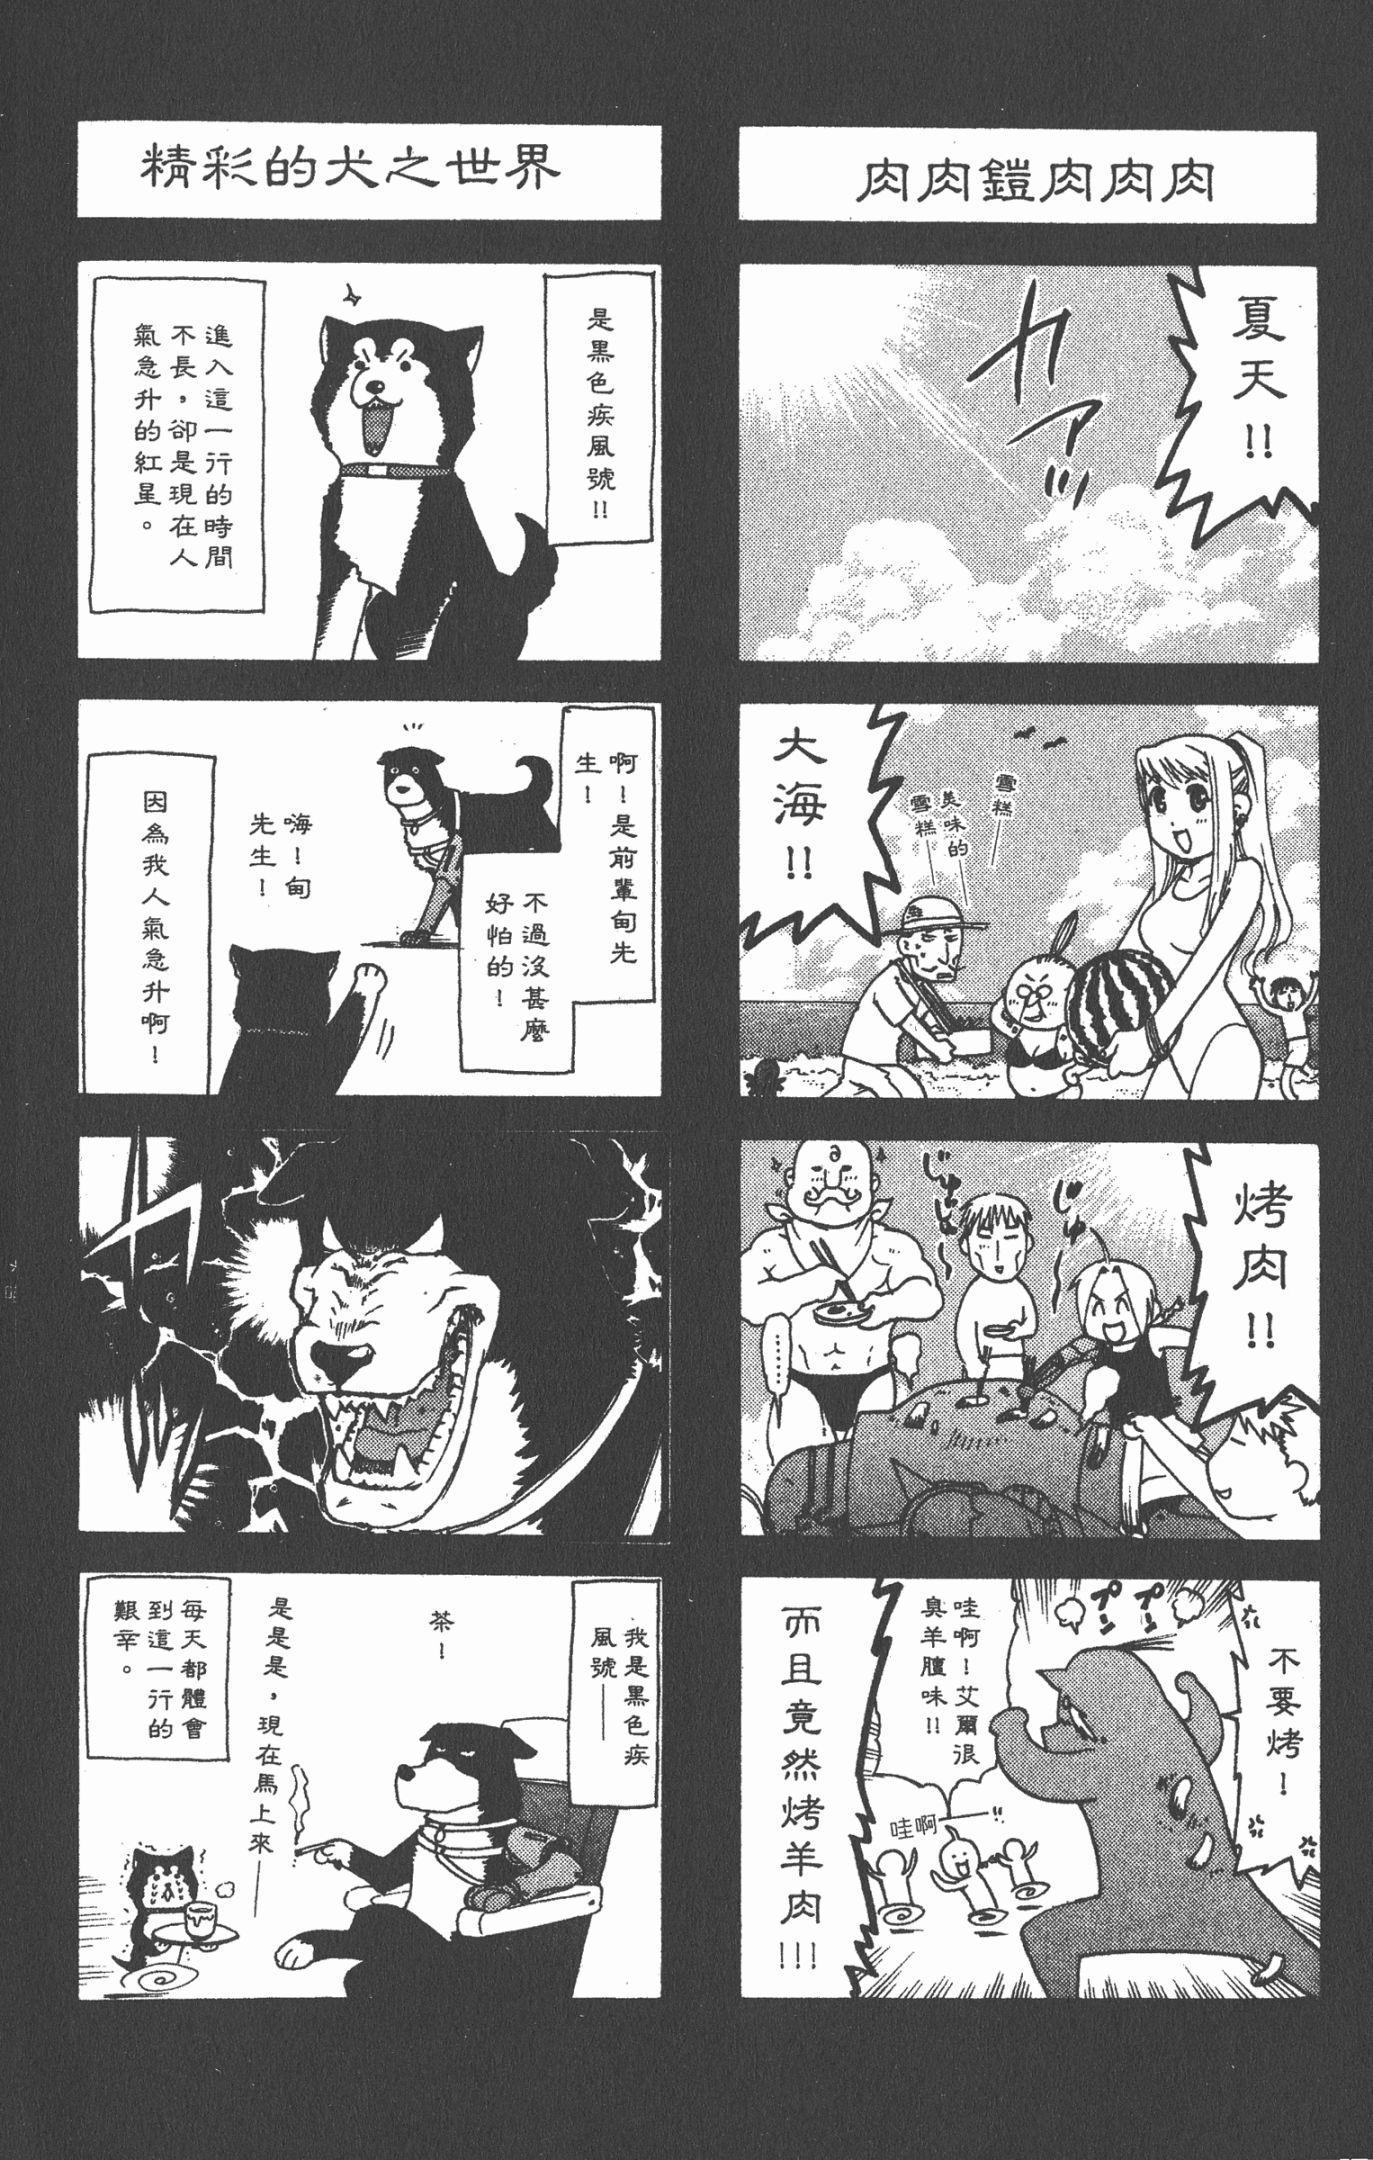 肉肉鎧肉肉肉
夏天!!
カァッ
大海!!
雪糕—
美味的
雪糕—
烤肉!!
じゅー
じゅじゅ〜
………
不要烤！
プン
プン
哇啊！艾爾很
臭羊膻味!!
哇啊—!!
而且竟然烤羊肉!!!
精彩的犬之世界
是黑色疾風號!!
進入這一行的時間
不長，卻是現在人
氣急升的紅星。
啊！是前輩甸先
生！
不過沒甚麼
好怕的！
嗨！甸
先生！
因為我人氣急升啊！
我是黑色疾
風號——
茶！
是是是，現在馬上來——
每天都體會
到這一行的
艱辛。